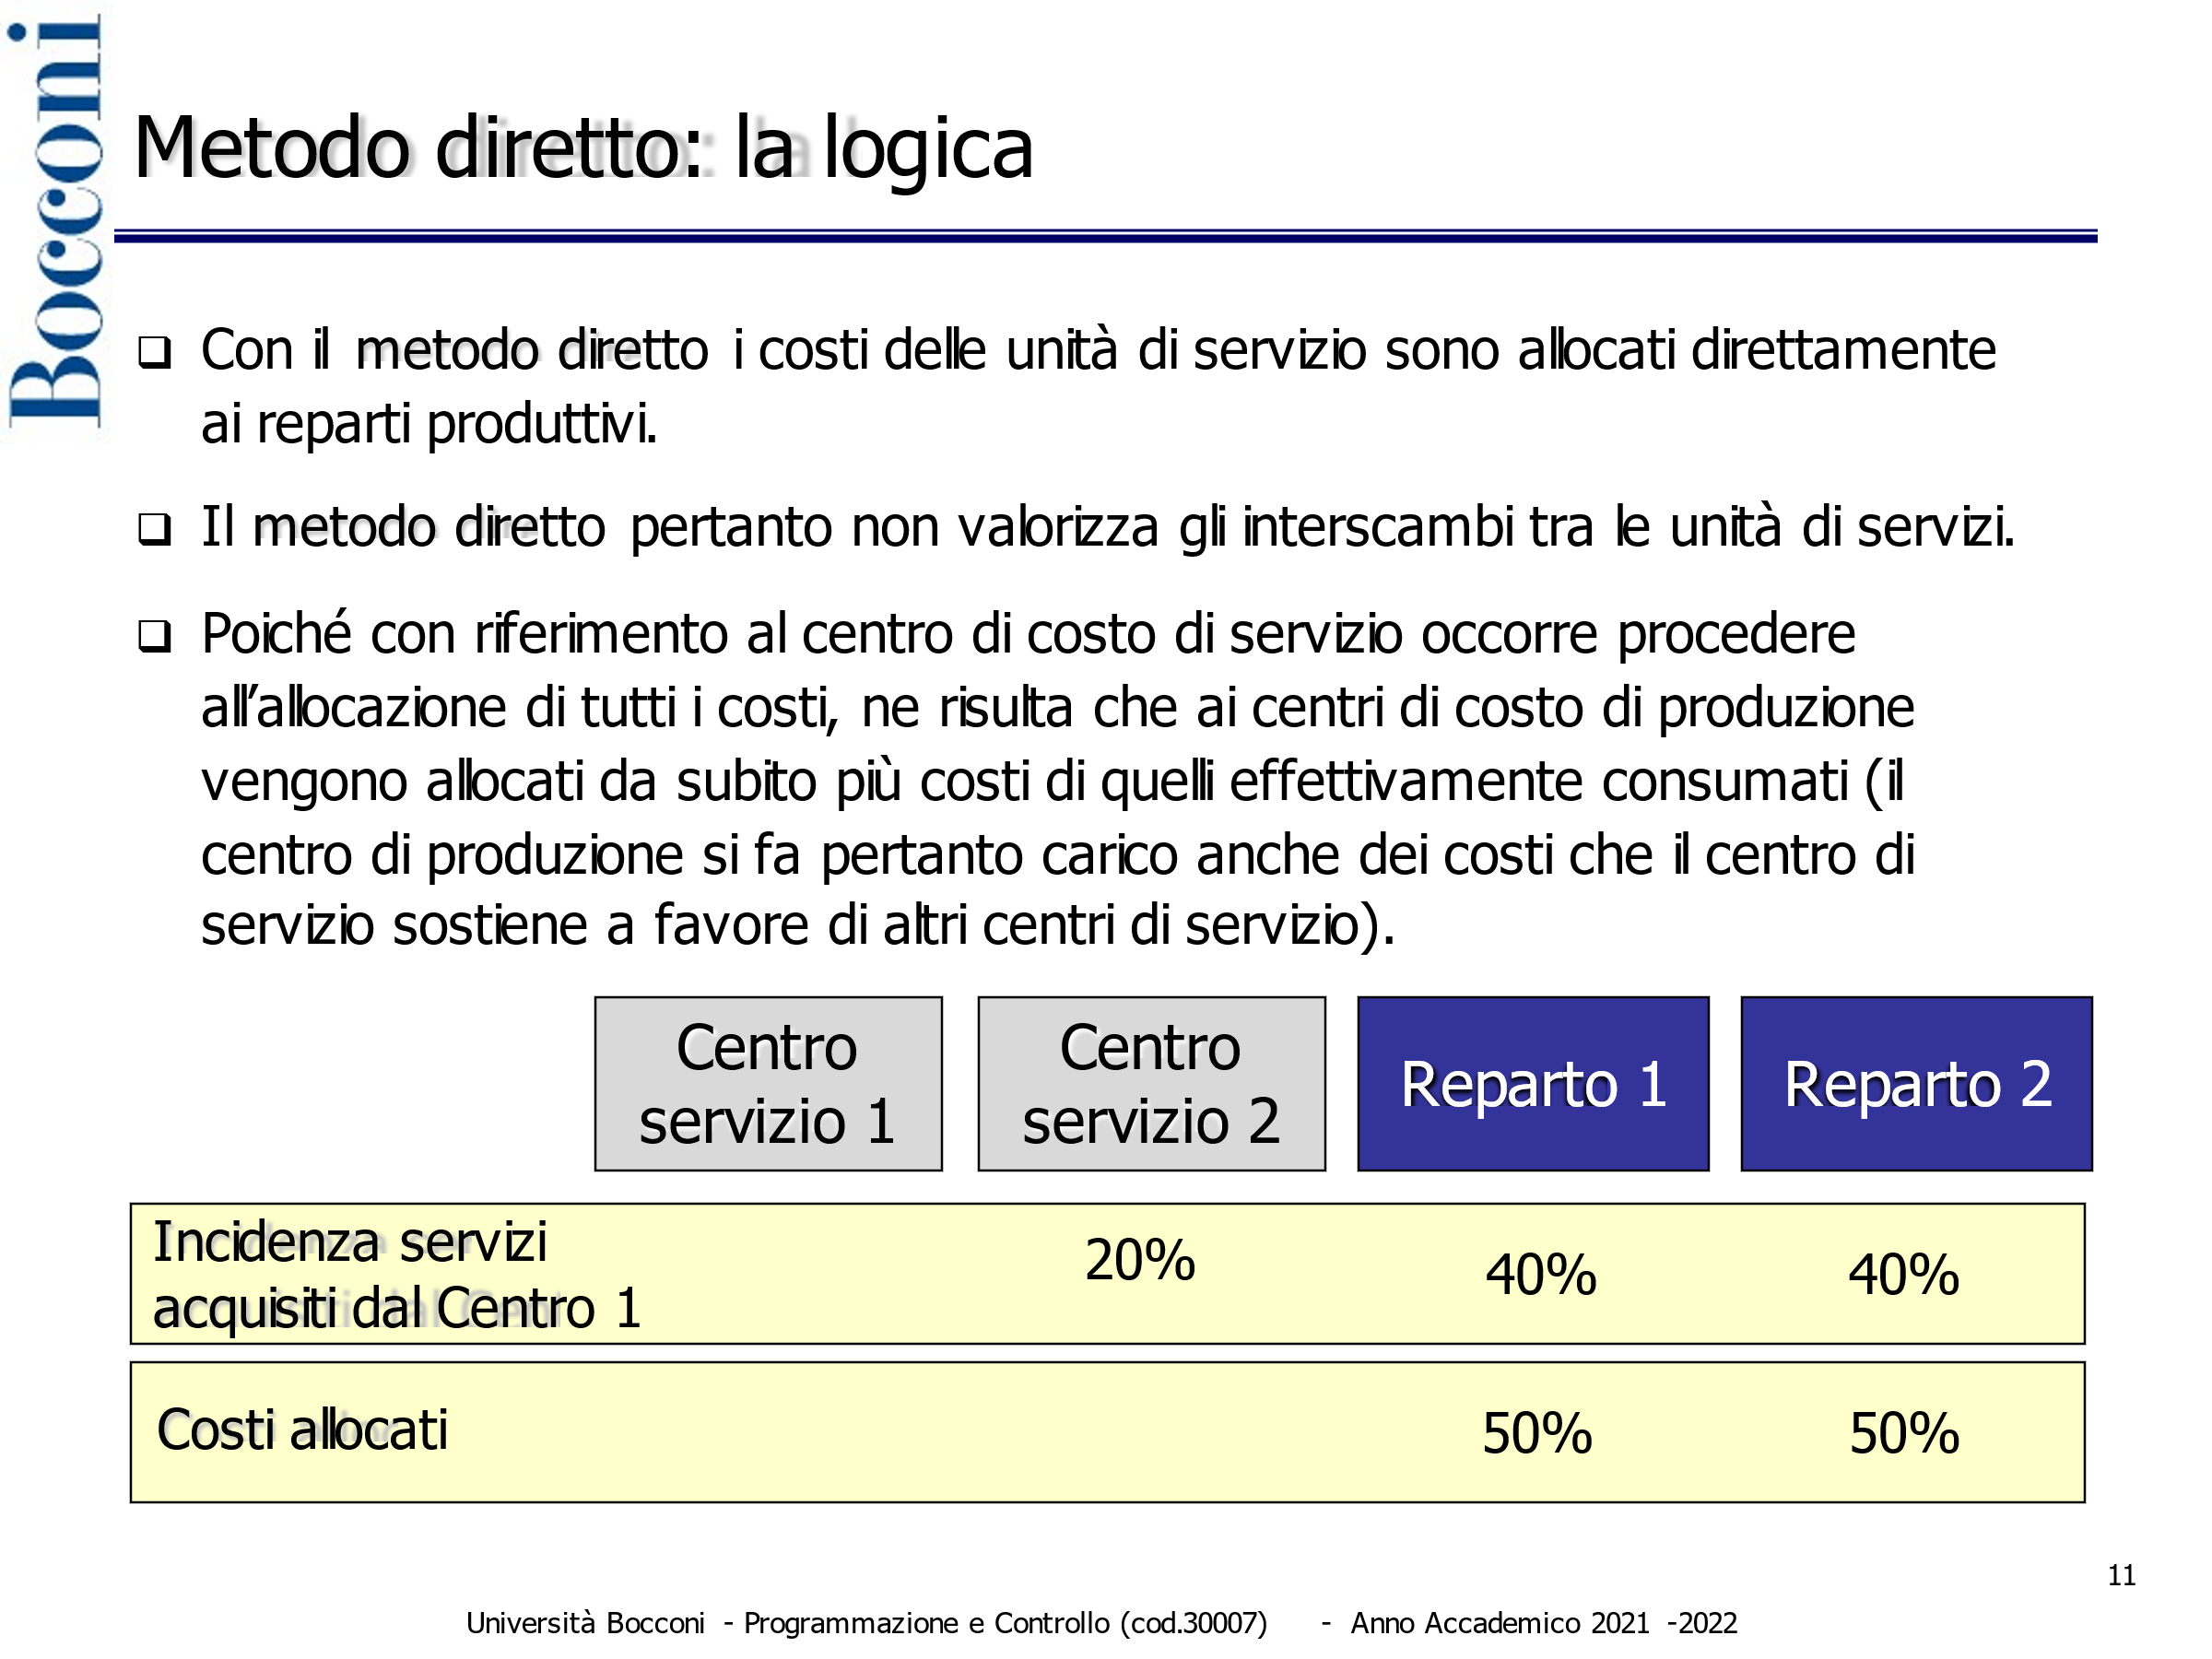 Bocconi
Metodo diretto: la logica
❑ Con il metodo diretto i costi delle unità di servizio sono allocati direttamente
ai reparti produttivi.
❑ Il metodo diretto pertanto non valorizza gli interscambi tra le unità di servizi.
❑ Poiché con riferimento al centro di costo di servizio occorre procedere
all’allocazione di tutti i costi, ne risulta che ai centri di costo di produzione
vengono allocati da subito più costi di quelli effettivamente consumati (il
centro di produzione si fa pertanto carico anche dei costi che il centro di
servizio sostiene a favore di altri centri di servizio).
Centro
servizio 1
Centro
servizio 2
Reparto 1
Reparto 2
Incidenza servizi
acquisiti dal Centro 1
20%
40%
40%
Costi allocati
50%
50%
11
Università Bocconi - Programmazione e Controllo (cod.30007) - Anno Accademico 2021 -2022